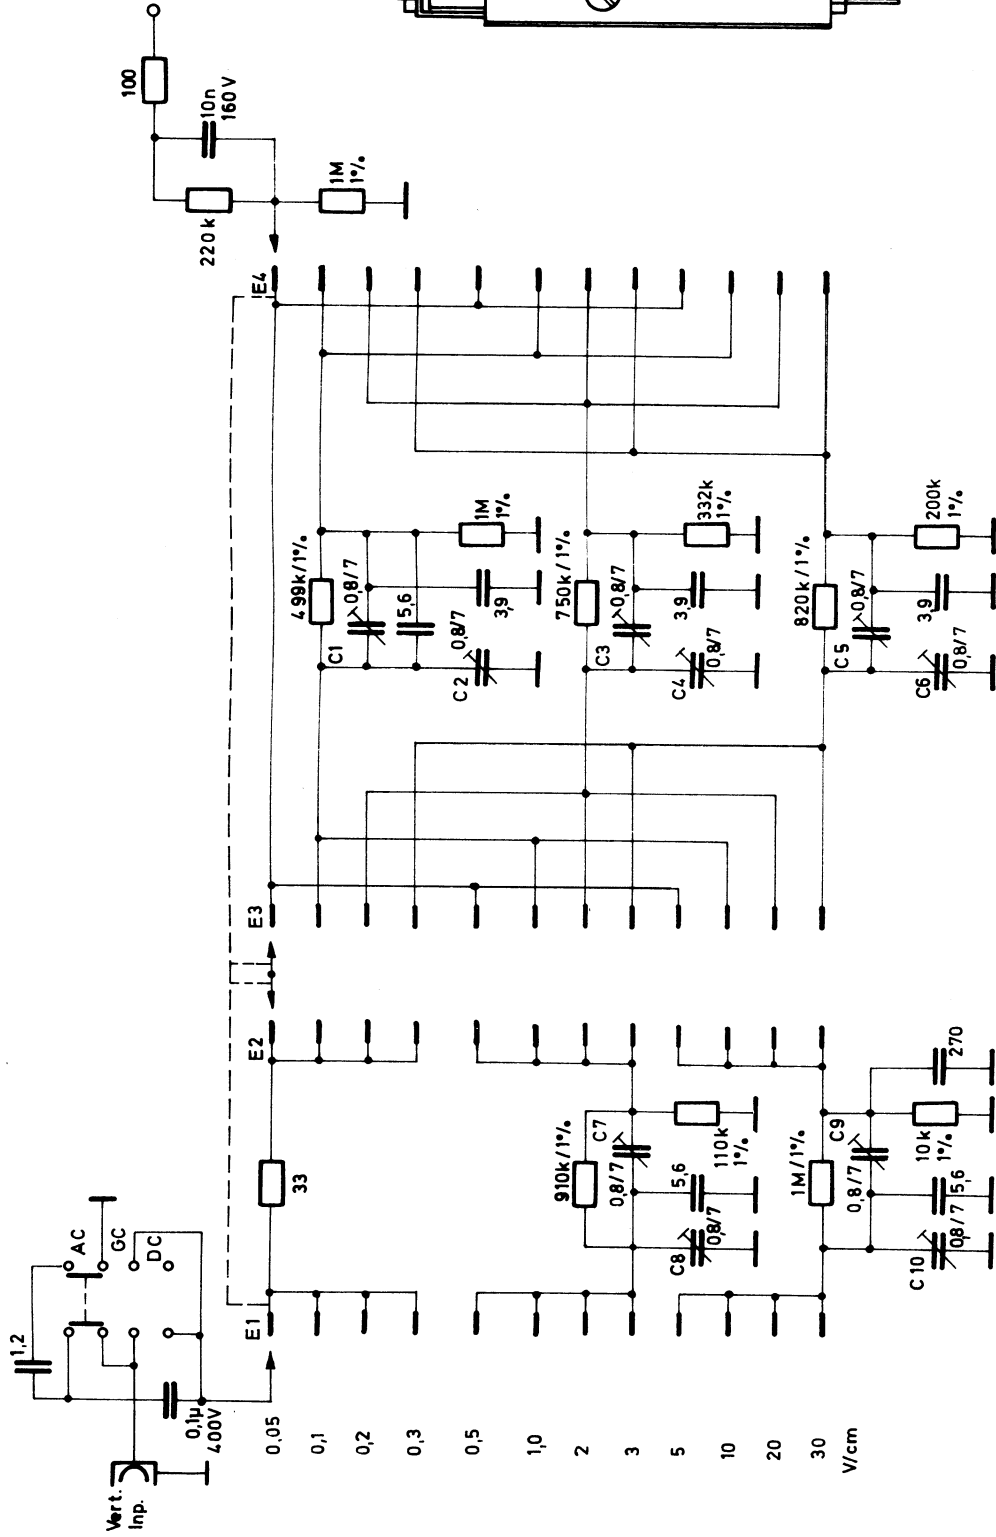 100
10n
160V
220k
1M
1%
E4
499k/1%
0,8/7
C1
5,6
1M
1%
0,8/7
C2
3,9
750k/1%
0,8/7
C3
332k
1%
3,9
0,8/7
C4
820k/1%
0,8/7
C5
200k
1%
3,9
0,8/7
C6
E3
E2
33
910k/1%
C7
0,8/7
110k
1%
5,6
0,8/7
C8
1M/1%
C9
0,8/7
270
10k
1%
5,6
0,8/7
C10
E1
AC
GC
DC
1,2
0,1µ
400V
Vert.
Inp.
0,05
0,1
0,2
0,3
0,5
1,0
2
3
5
10
20
30
V/cm